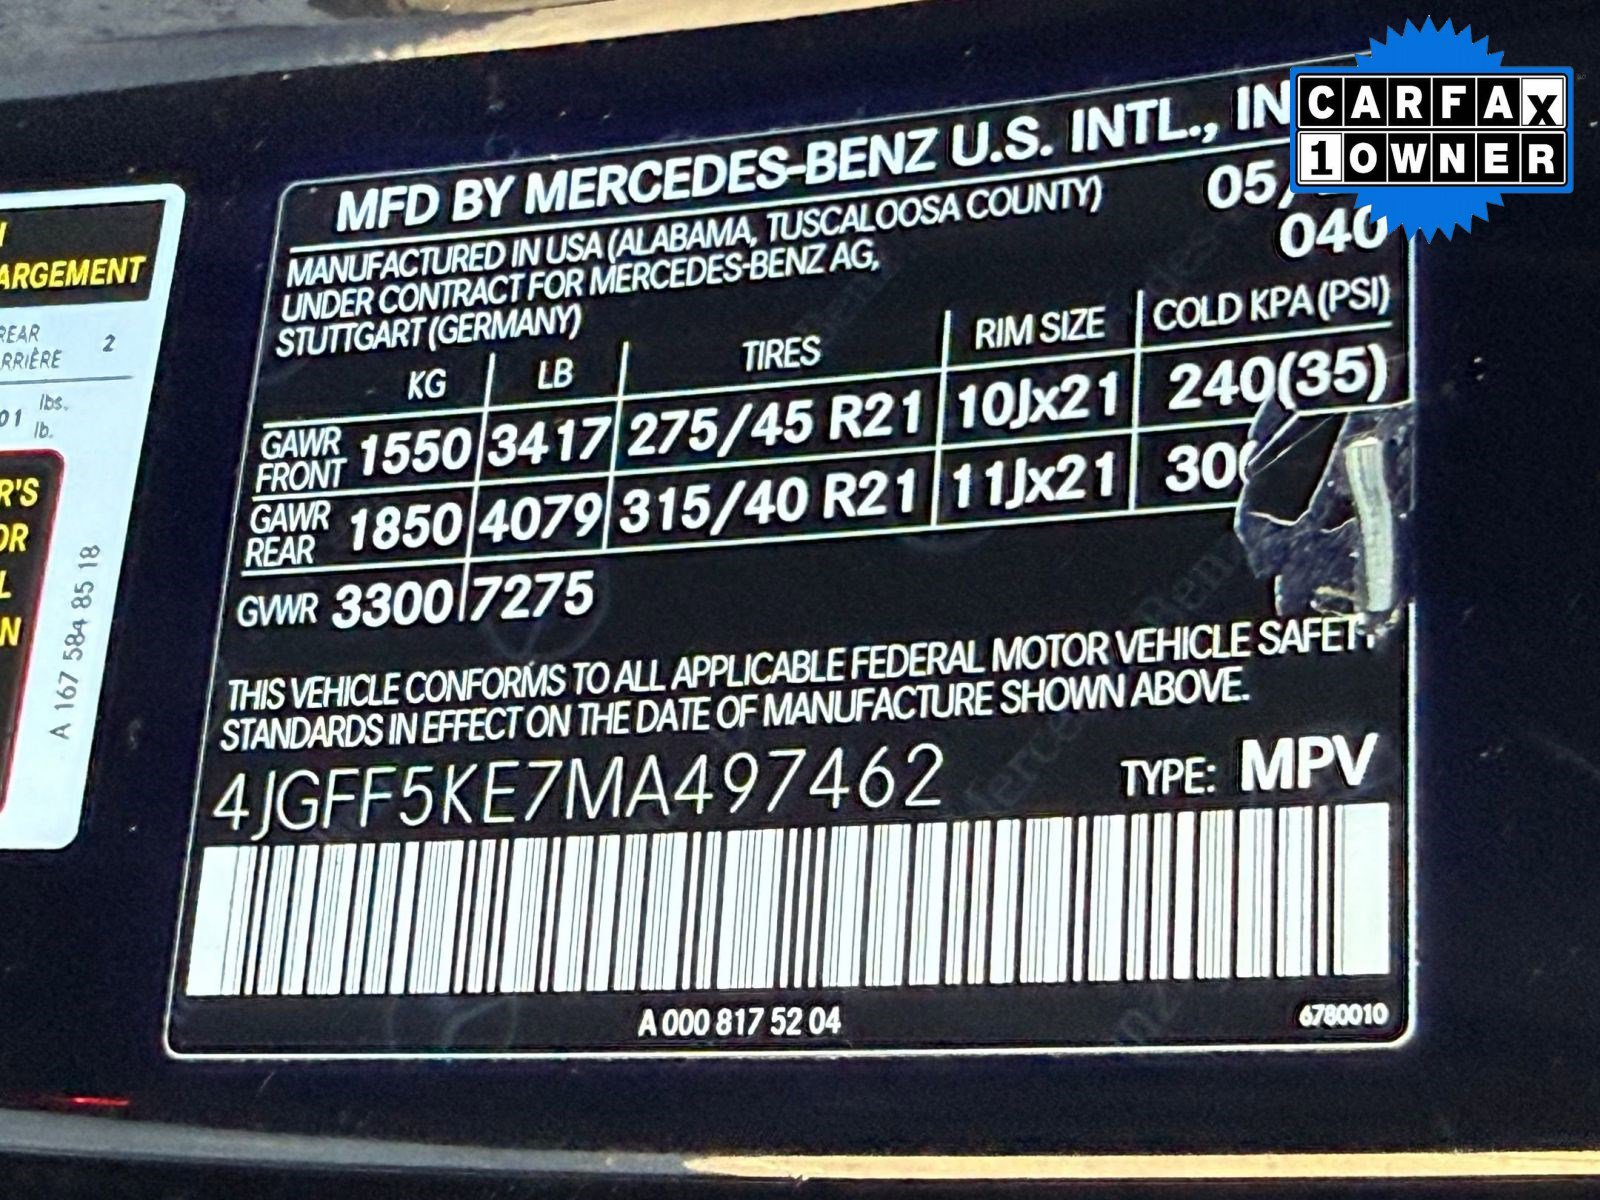 CARFAX
1 OWNER
ARGEMENT
REAR
2
lbs.
lb.
A 167 584 85 18
MFD BY MERCEDES-BENZ U.S. INTL.,
MANUFACTURED IN USA (ALABAMA, TUSCALOOSA COUNTY)
UNDER CONTRACT FOR MERCEDES-BENZ AG,
040
STUTTGART (GERMANY)
KG LB TIRES RIM SIZE COLD KPA (PSI)
GAWR FRONT 1550 3417 275/45 R21 10Jx21 240(35)
GAWR REAR 1850 4079 315/40 R21 11Jx21
GVWR 3300 7275
THIS VEHICLE CONFORMS TO ALL APPLICABLE FEDERAL MOTOR VEHICLE SAFETY
STANDARDS IN EFFECT ON THE DATE OF MANUFACTURE SHOWN ABOVE.
4JGFF5KE7MA497462 TYPE: MPV
A 000 817 52 04 6780010